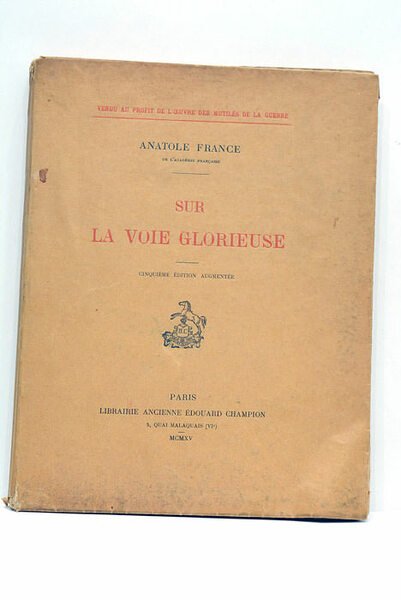 VENDU AU PROFIT DE L'ŒUVRE DES MUTILÉS DE LA GUERRE
ANATOLE FRANCE
DE L'ACADÉMIE FRANÇAISE
SUR
LA VOIE GLORIEUSE
CINQUIÈME ÉDITION AUGMENTÉE
PARIS
LIBRAIRIE ANCIENNE ÉDOUARD CHAMPION
5, QUAI MALAQUAIS (VIᵉ)
MCMXV